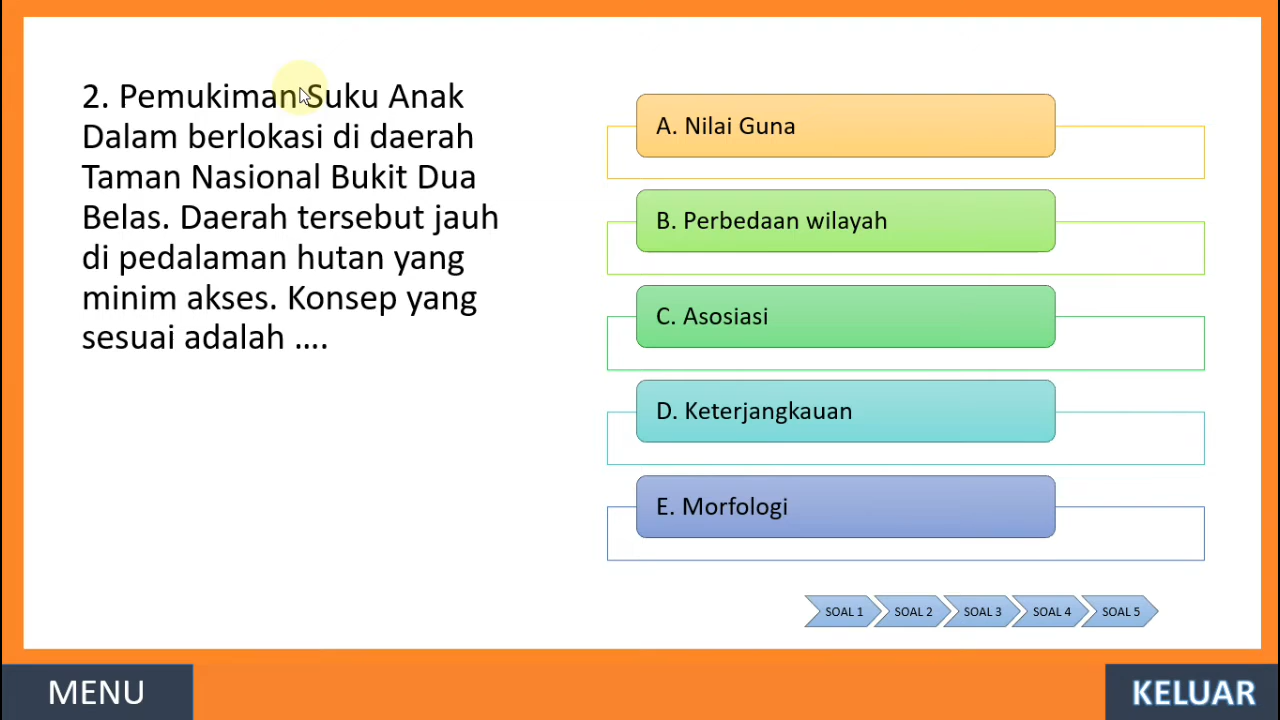 2. Pemukiman Suku Anak
Dalam berlokasi di daerah
Taman Nasional Bukit Dua
Belas. Daerah tersebut jauh
di pedalaman hutan yang
minim akses. Konsep yang
sesuai adalah ....
A. Nilai Guna
B. Perbedaan wilayah
C. Asosiasi
D. Keterjangkauan
E. Morfologi
SOAL 1
SOAL 2
SOAL 3
SOAL 4
SOAL 5
MENU
KELUAR